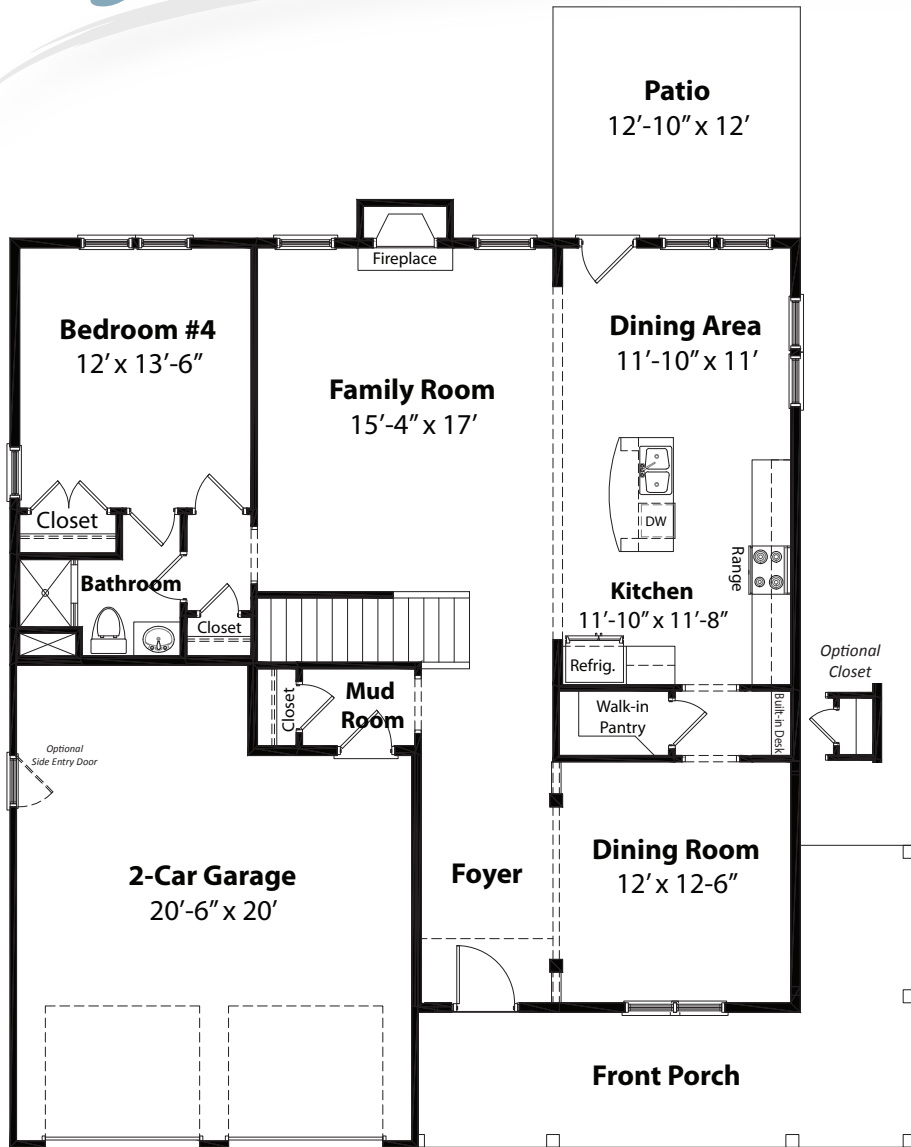 Patio
12’-10” x 12’
Fireplace
Bedroom #4
12’ x 13’-6”
Family Room
15’-4” x 17’
Dining Area
11’-10” x 11’
Closet
DW
Bathroom
Range
Kitchen
11’-10” x 11’-8”
Closet
Refrig.
Optional
Closet
Closet
Mud
Room
Walk-in
Pantry
Built-in Desk
Optional
Side Entry Door
2-Car Garage
20’-6” x 20’
Foyer
Dining Room
12’ x 12-6”
Front Porch